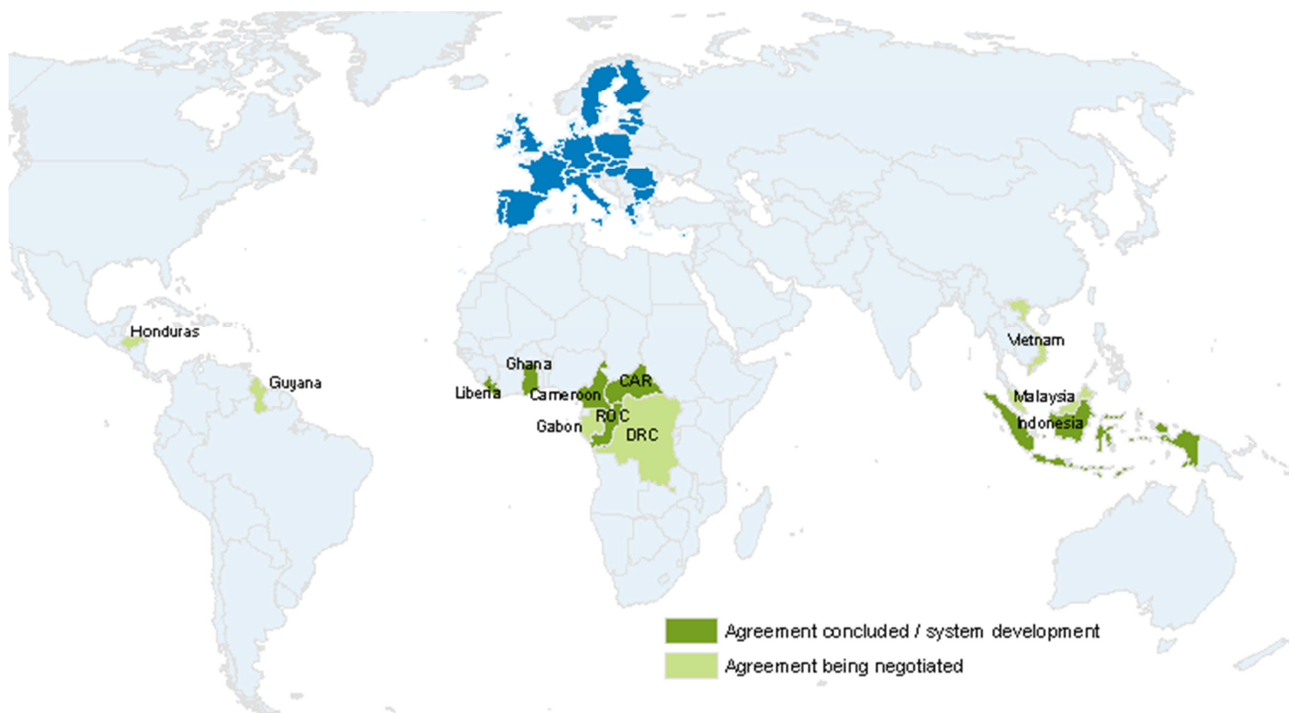 Honduras
Guyana
Ghana
Liberia
Cameroon
CAR
ROC
Gabon
DRC
Vietnam
Malaysia
Indonesia
Agreement concluded / system development
Agreement being negotiated